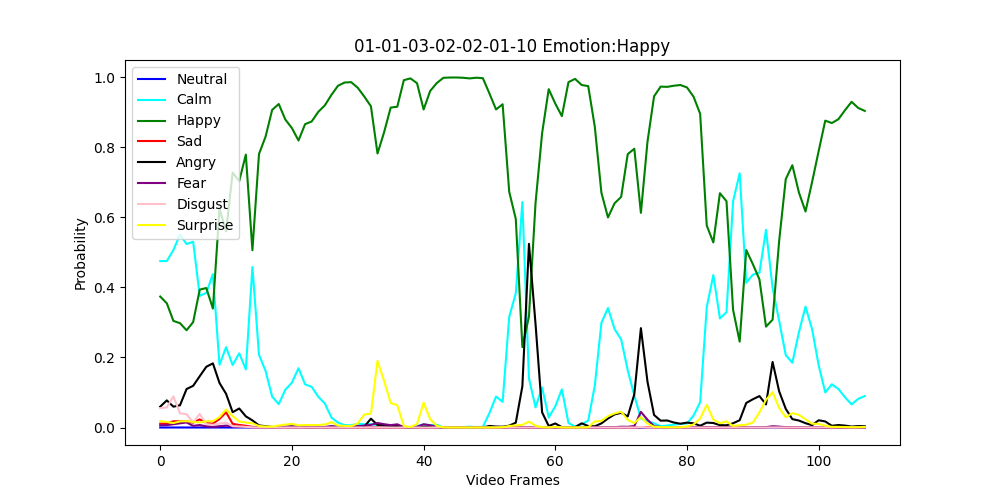 01-01-03-02-02-01-10 Emotion:Happy
Neutral
Calm
Happy
Sad
Angry
Fear
Disgust
Surprise
1.0
0.8
0.6
0.4
0.2
0.0
Probability
0 20 40 60 80 100
Video Frames